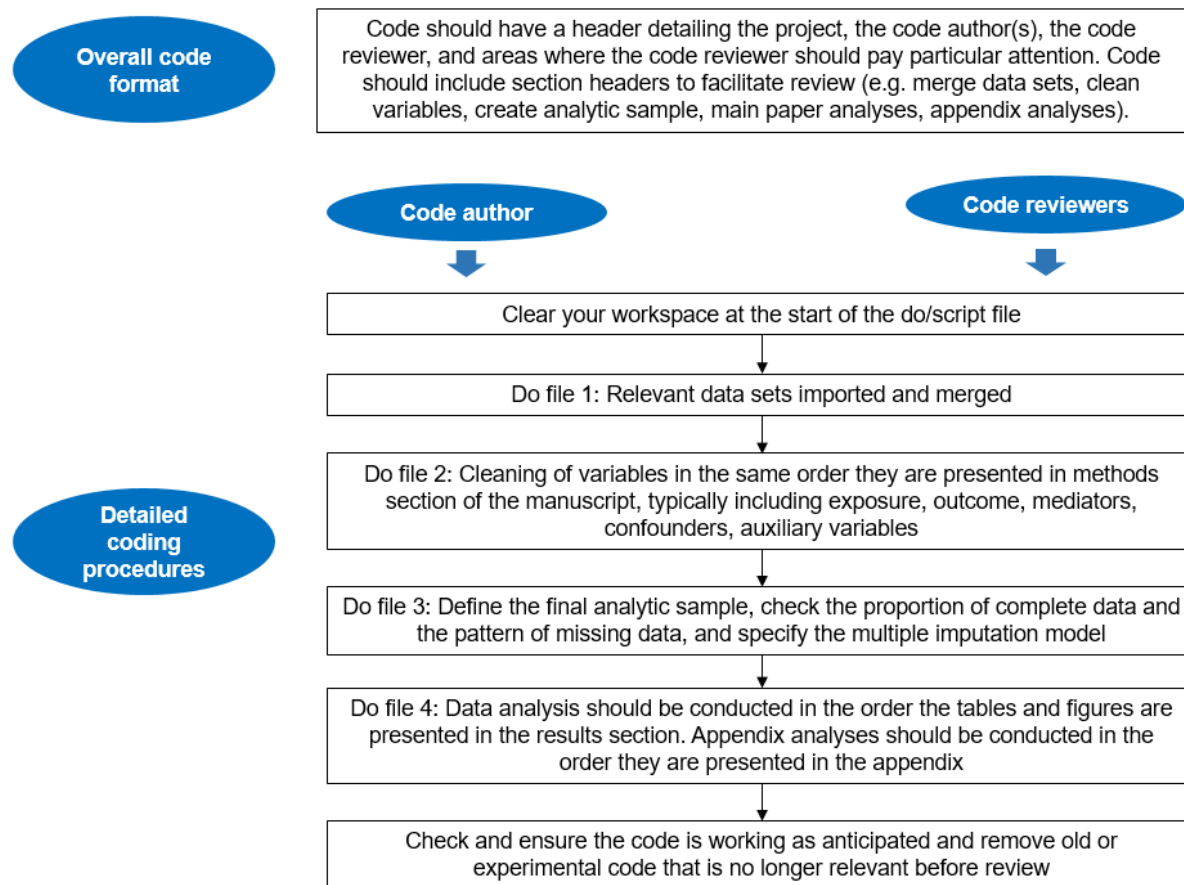 Overall code
format
Code should have a header detailing the project, the code author(s), the code
reviewer, and areas where the code reviewer should pay particular attention. Code
should include section headers to facilitate review (e.g. merge data sets, clean
variables, create analytic sample, main paper analyses, appendix analyses).
Code author
Code reviewers
Clear your workspace at the start of the do/script file
Do file 1: Relevant data sets imported and merged
Do file 2: Cleaning of variables in the same order they are presented in methods
section of the manuscript, typically including exposure, outcome, mediators,
confounders, auxiliary variables
Detailed
coding
procedures
Do file 3: Define the final analytic sample, check the proportion of complete data and
the pattern of missing data, and specify the multiple imputation model
Do file 4: Data analysis should be conducted in the order the tables and figures are
presented in the results section. Appendix analyses should be conducted in the
order they are presented in the appendix
Check and ensure the code is working as anticipated and remove old or
experimental code that is no longer relevant before review